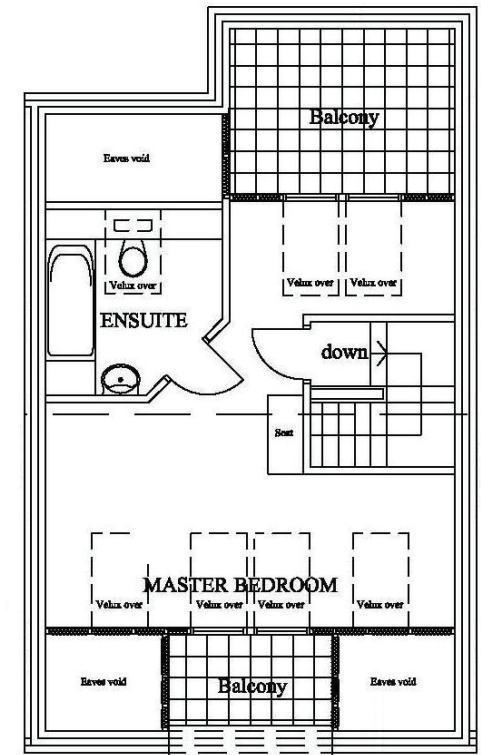 Balcony
Eaves void
Velux over
Velux over Velux over
ENSUITE
down
Seat
MASTER BEDROOM
Velux over Velux over Velux over Velux over
Eaves void
Balcony
Eaves void